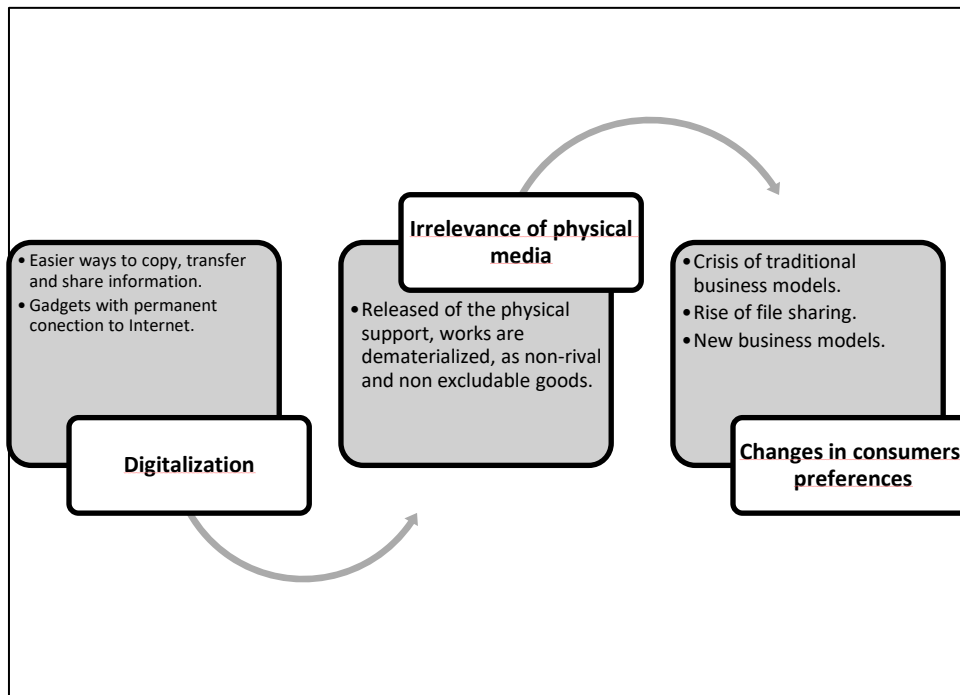 • Easier ways to copy, transfer
and share information.
• Gadgets with permanent
conection to Internet.
Digitalization
Irrelevance of physical
media
• Released of the physical
support, works are
dematerialized, as non-rival
and non excludable goods.
• Crisis of traditional
business models.
• Rise of file sharing.
• New business models.
Changes in consumers
preferences